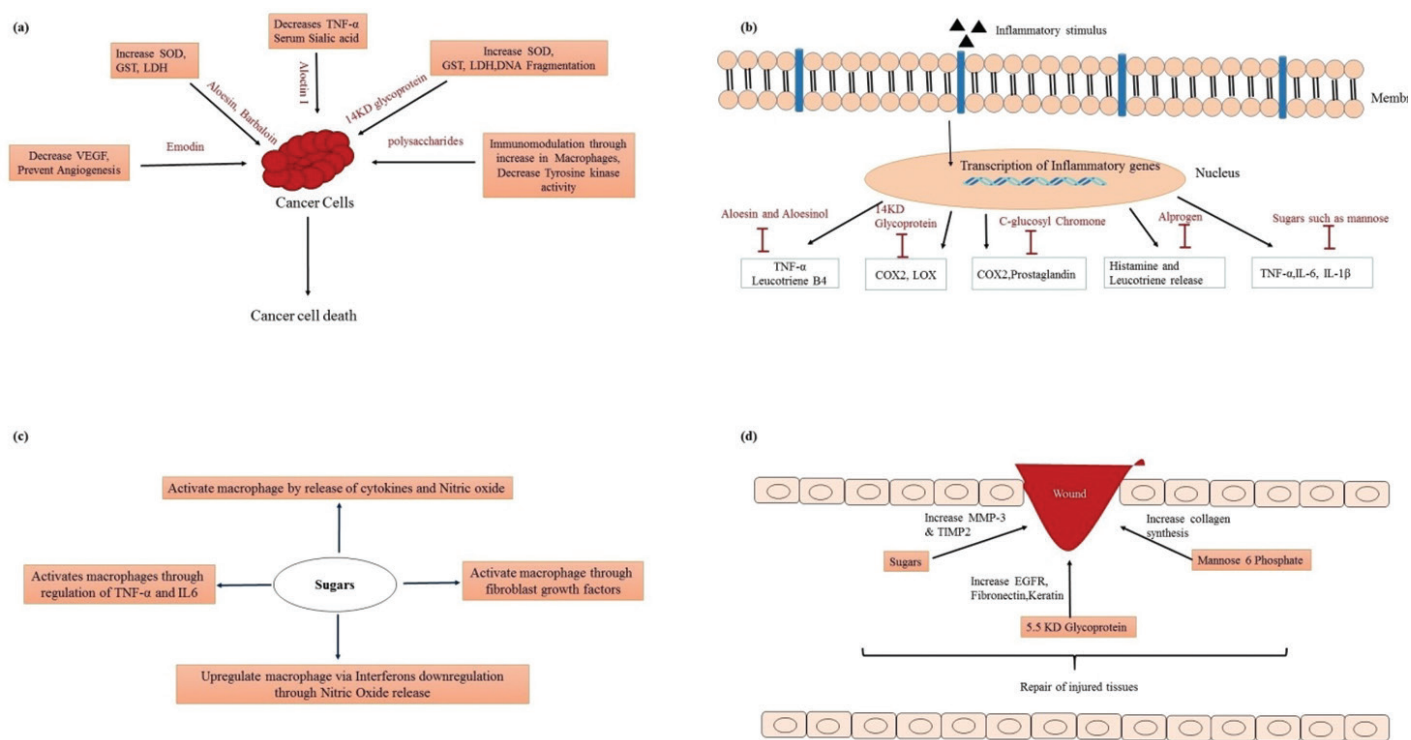 (a)
Decreases TNF-α
Serum Sialic acid
Increase SOD,
GST, LDH
Increase SOD,
GST, LDH,DNA Fragmentation
Aloesin, Barbaloin
Aloctin I
14KD glycoprotein
Decrease VEGF,
Prevent Angiogenesis
Emodin
polysaccharides
Immunomodulation through
increase in Macrophages,
Decrease Tyrosine kinase
activity
Cancer Cells
Cancer cell death
(b)
Inflammatory stimulus
Membr
Transcription of Inflammatory genes
Nucleus
Aloesin and Aloesinol
14KD
Glycoprotein
C-glucosyl Chromone
Alprogen
Sugars such as mannose
TNF-α
Leucotriene B4
COX2, LOX
COX2,Prostaglandin
Histamine and
Leucotriene release
TNF-α,IL-6, IL-1β
(c)
Activate macrophage by release of cytokines and Nitric oxide
Activates macrophages through
regulation of TNF-α and IL6
Sugars
Activate macrophage through
fibroblast growth factors
Upregulate macrophage via Interferons downregulation
through Nitric Oxide release
(d)
Wound
Increase MMP-3
& TIMP2
Increase collagen
synthesis
Sugars
Mannose 6 Phosphate
Increase EGFR,
Fibronectin,Keratin
5.5 KD Glycoprotein
Repair of injured tissues